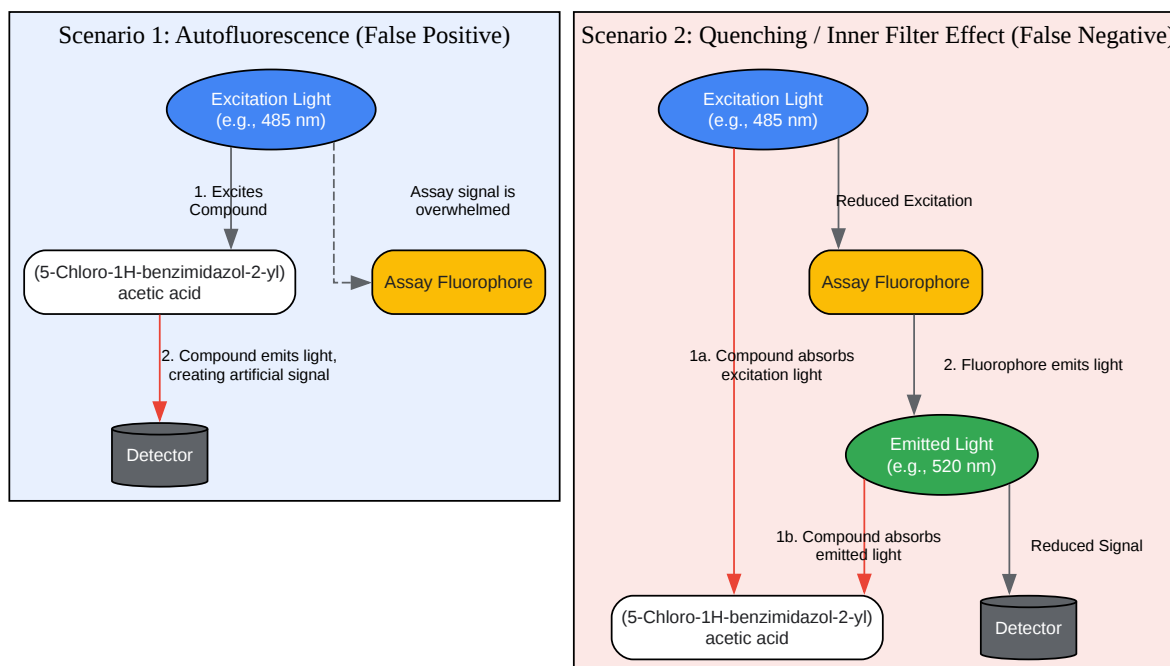 Scenario 1: Autofluorescence (False Positive)
Excitation Light
(e.g., 485 nm)
1. Excites
Compound
Assay signal is
overwhelmed
(5-Chloro-1H-benzimidazol-2-yl)
acetic acid
Assay Fluorophore
2. Compound emits light,
creating artificial signal
Detector
Scenario 2: Quenching / Inner Filter Effect (False Negative)
Excitation Light
(e.g., 485 nm)
Reduced Excitation
Assay Fluorophore
1a. Compound absorbs
excitation light
2. Fluorophore emits light
Emitted Light
(e.g., 520 nm)
1b. Compound absorbs
emitted light
Reduced Signal
(5-Chloro-1H-benzimidazol-2-yl)
acetic acid
Detector